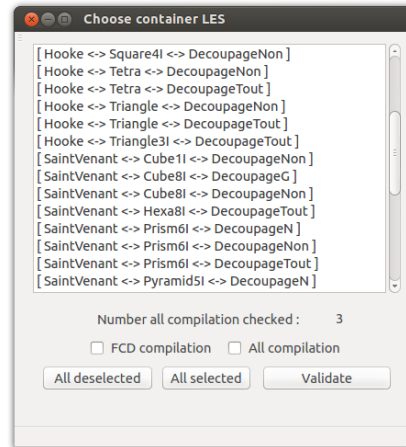 Choose container LES
[ Hooke <-> Square4I <-> DecoupageNon ]
[ Hooke <-> Tetra <-> DecoupageNon ]
[ Hooke <-> Tetra <-> DecoupageTout ]
[ Hooke <-> Triangle <-> DecoupageNon ]
[ Hooke <-> Triangle <-> DecoupageTout ]
[ Hooke <-> Triangle3I <-> DecoupageTout ]
[ SaintVenant <-> Cube1I <-> DecoupageNon ]
[ SaintVenant <-> Cube8I <-> DecoupageG ]
[ SaintVenant <-> Cube8I <-> DecoupageNon ]
[ SaintVenant <-> Hexa8I <-> DecoupageTout ]
[ SaintVenant <-> Prism6I <-> DecoupageN ]
[ SaintVenant <-> Prism6I <-> DecoupageNon ]
[ SaintVenant <-> Prism6I <-> DecoupageTout ]
[ SaintVenant <-> Pyramid5I <-> DecoupageN ]
Number all compilation checked : 3
FCD compilation All compilation
All deselected All selected Validate